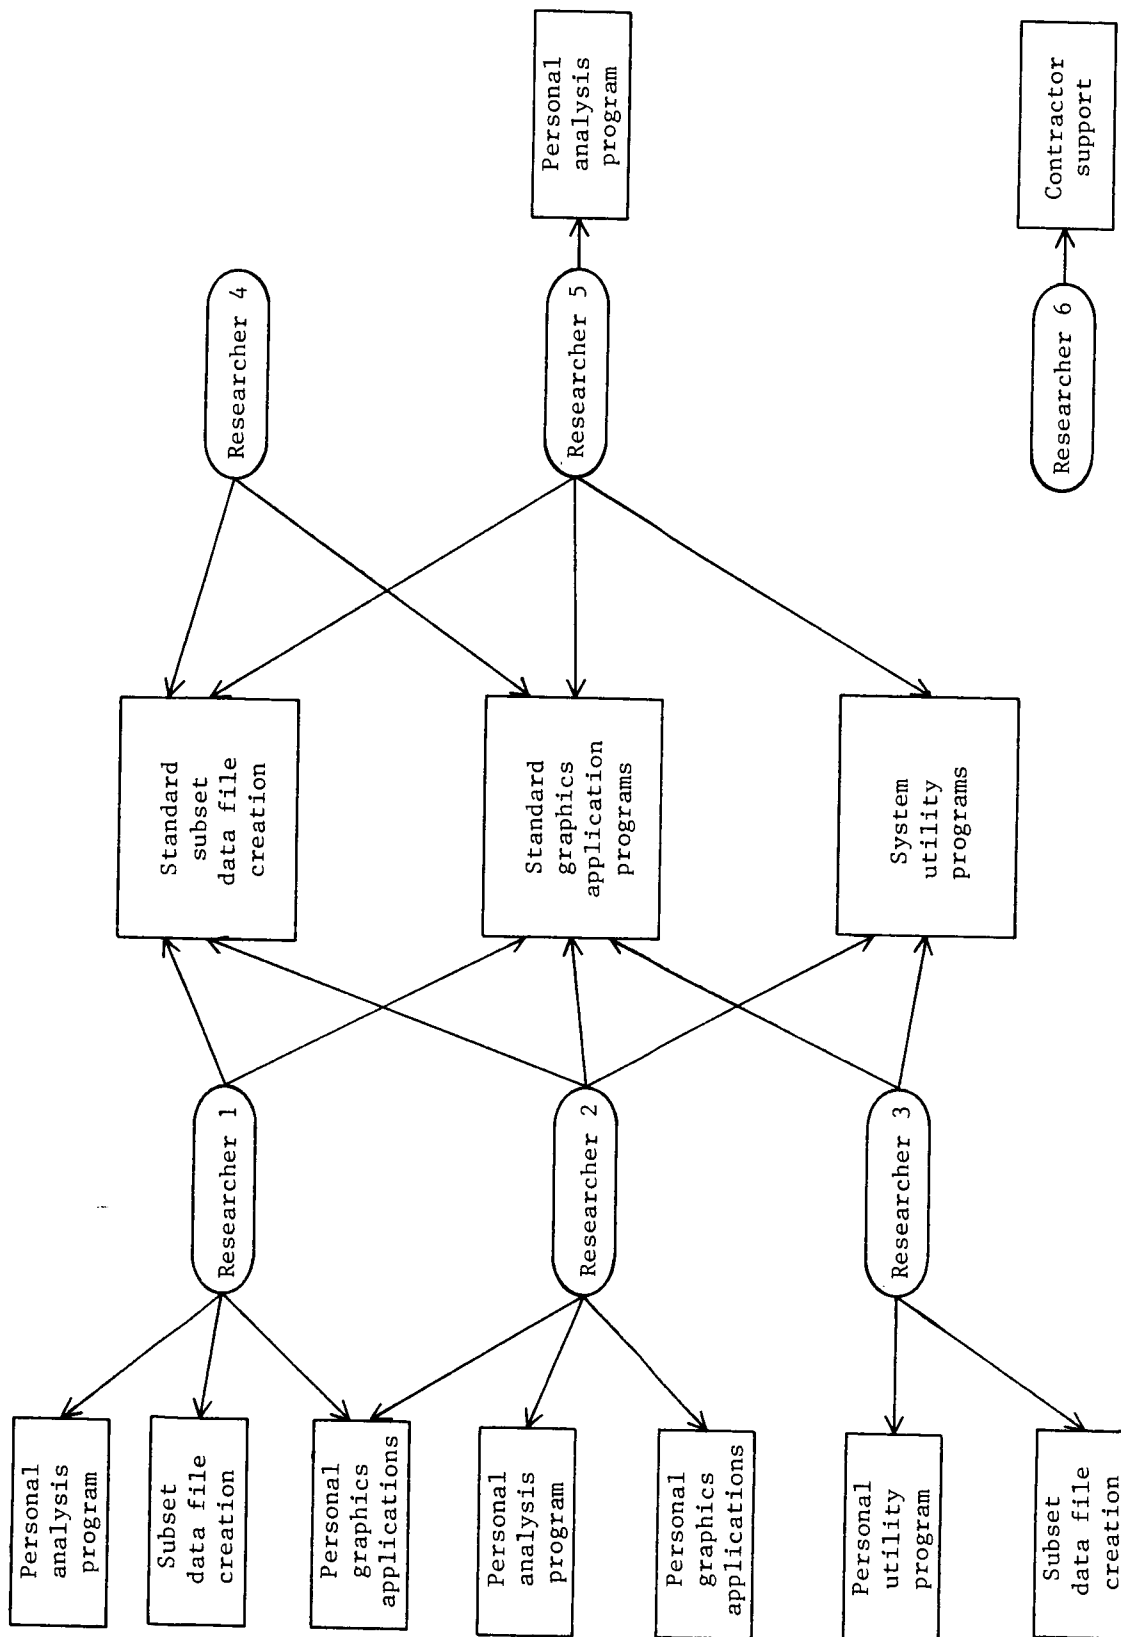 Personal
analysis
program
Subset
data file
creation
Personal
graphics
applications
Personal
analysis
program
Personal
graphics
applications
Personal
utility
program
Subset
data file
creation
Researcher 1
Researcher 2
Researcher 3
Standard
subset
data file
creation
Standard
graphics
application
programs
System
utility
programs
Researcher 4
Researcher 5
Researcher 6
Personal
analysis
program
Contractor
support